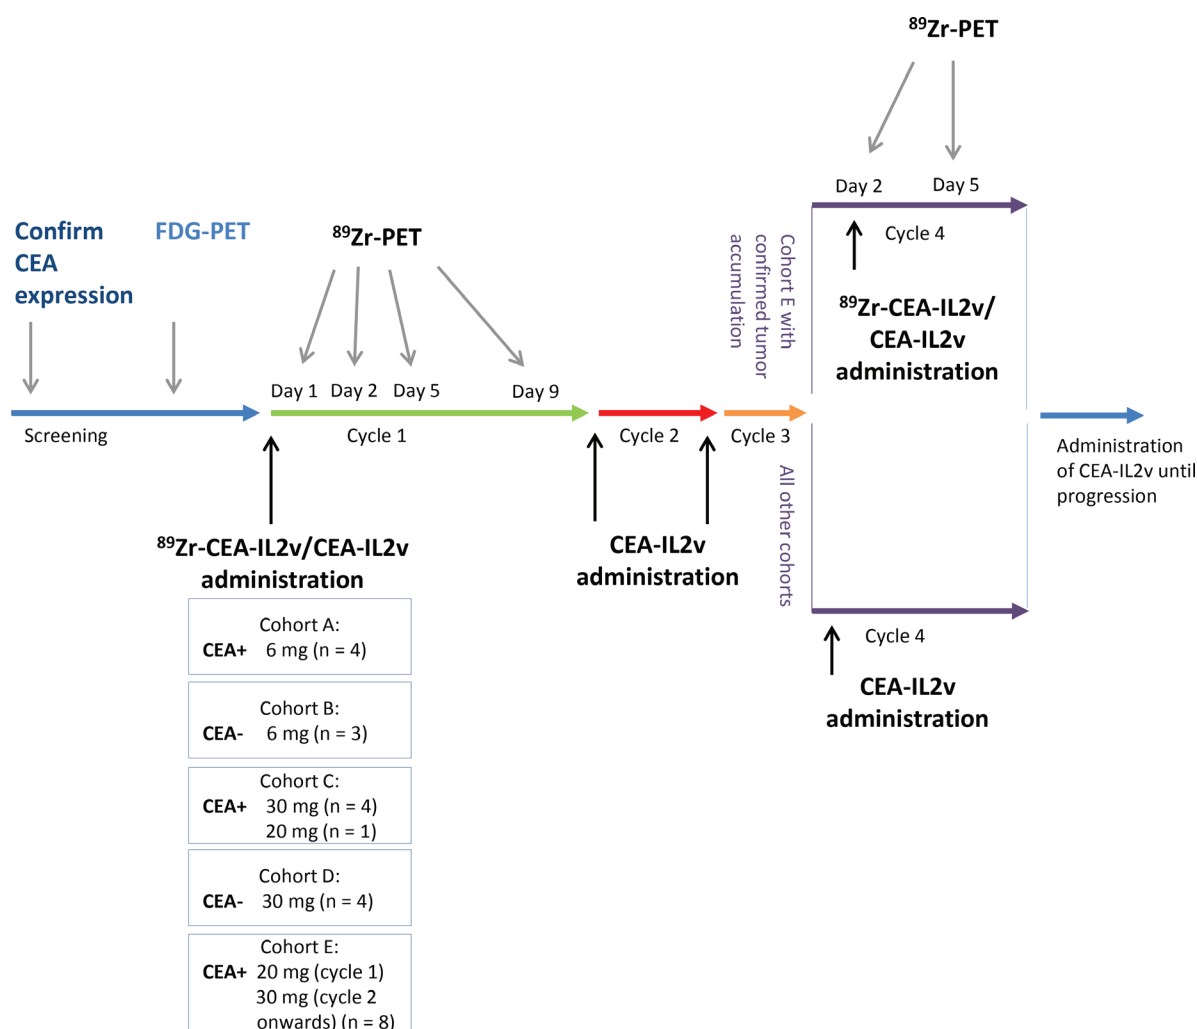 ⁸⁹Zr-PET
Day 2
Day 5
Cycle 4
⁸⁹Zr-CEA-IL2v/
CEA-IL2v
administration
Confirm
CEA
expression
FDG-PET
⁸⁹Zr-PET
Day 1
Day 2
Day 5
Day 9
Cohort E with
confirmed tumor
accumulation
Screening
Cycle 1
Cycle 2
Cycle 3
Administration
of CEA-IL2v until
progression
All other cohorts
⁸⁹Zr-CEA-IL2v/CEA-IL2v
administration
CEA-IL2v
administration
Cycle 4
CEA-IL2v
administration
Cohort A:
CEA+ 6 mg (n = 4)
Cohort B:
CEA- 6 mg (n = 3)
Cohort C:
CEA+ 30 mg (n = 4)
20 mg (n = 1)
Cohort D:
CEA- 30 mg (n = 4)
Cohort E:
CEA+ 20 mg (cycle 1)
30 mg (cycle 2
onwards) (n = 8)